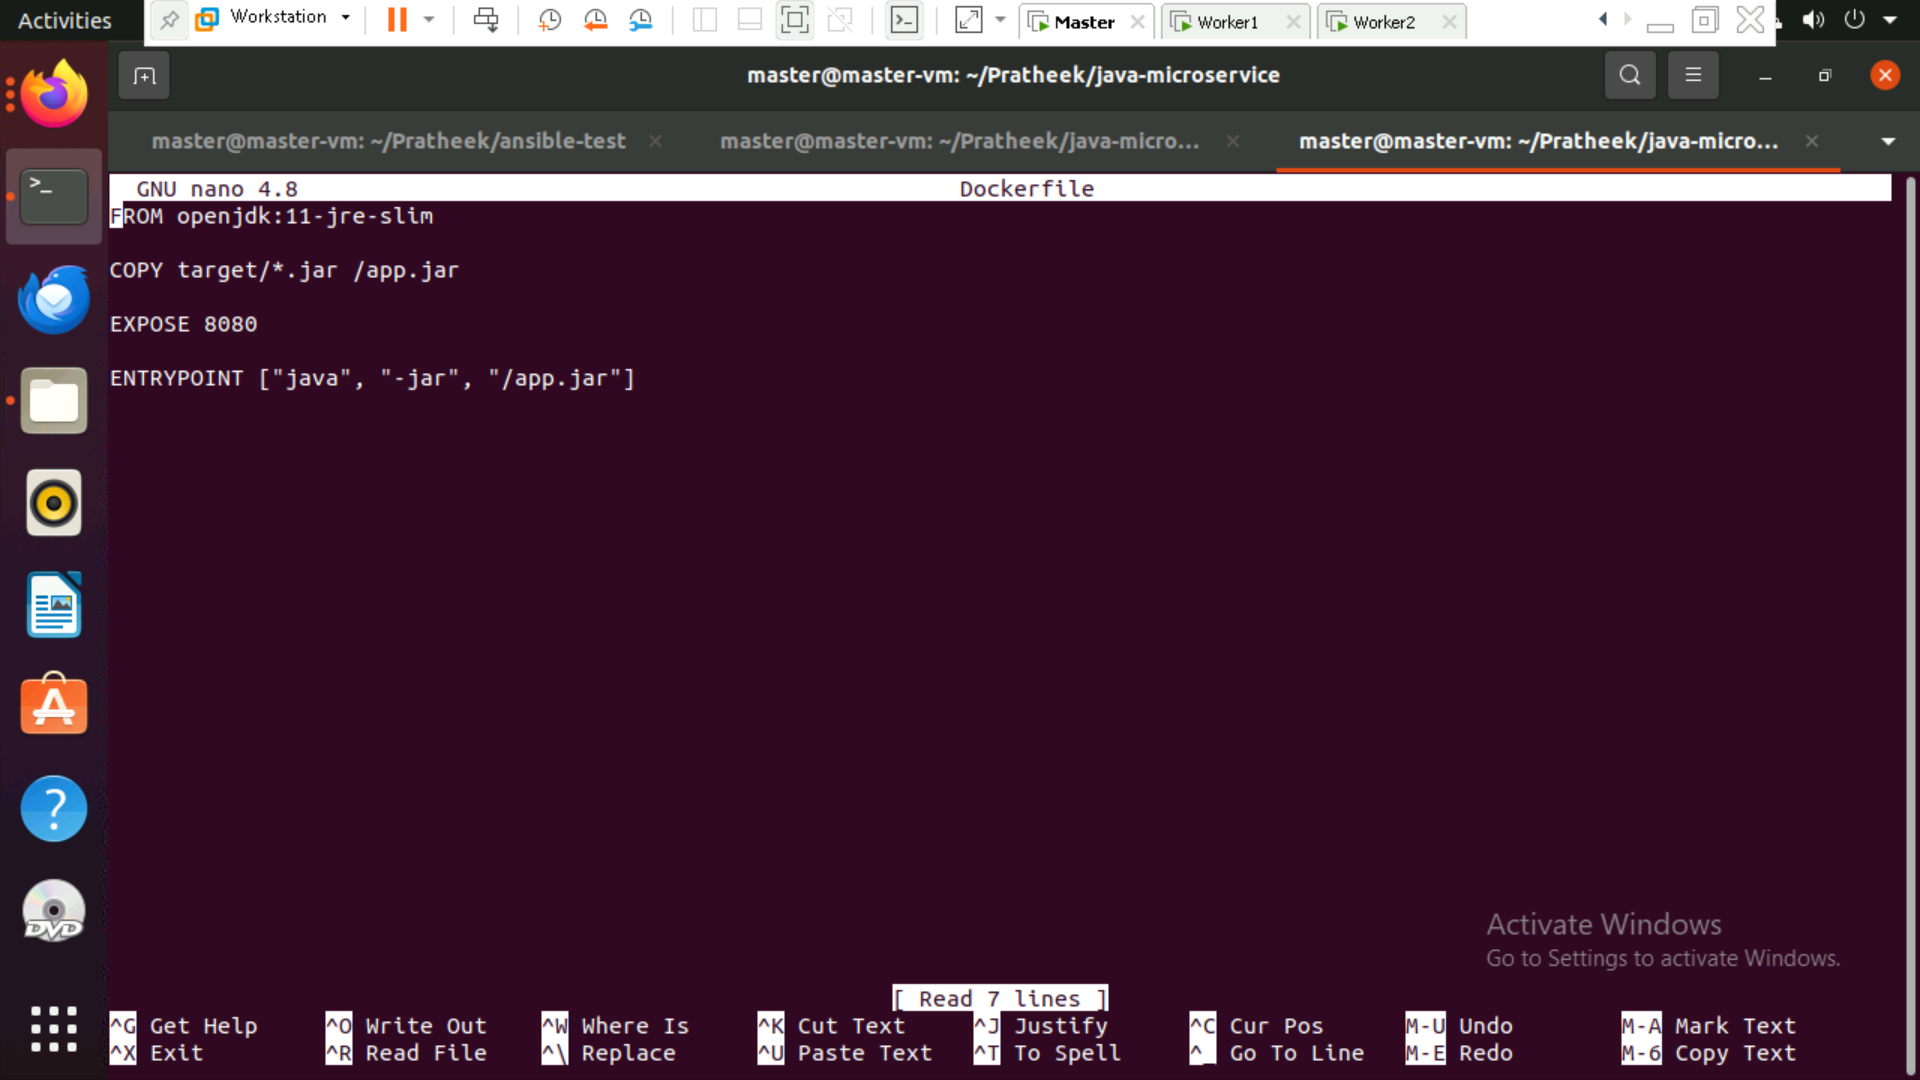 Activities
Workstation
Master
Worker1
Worker2
master@master-vm: ~/Pratheek/java-microservice
master@master-vm: ~/Pratheek/ansible-test
master@master-vm: ~/Pratheek/java-micro...
master@master-vm: ~/Pratheek/java-micro...
GNU nano 4.8 Dockerfile
FROM openjdk:11-jre-slim
COPY target/*.jar /app.jar
EXPOSE 8080
ENTRYPOINT ["java", "-jar", "/app.jar"]
DVD
Activate Windows
Go to Settings to activate Windows.
[ Read 7 lines ]
^G Get Help ^O Write Out ^W Where Is ^K Cut Text ^J Justify ^C Cur Pos M-U Undo M-A Mark Text
^X Exit ^R Read File ^\ Replace ^U Paste Text ^T To Spell ^_ Go To Line M-E Redo M-6 Copy Text